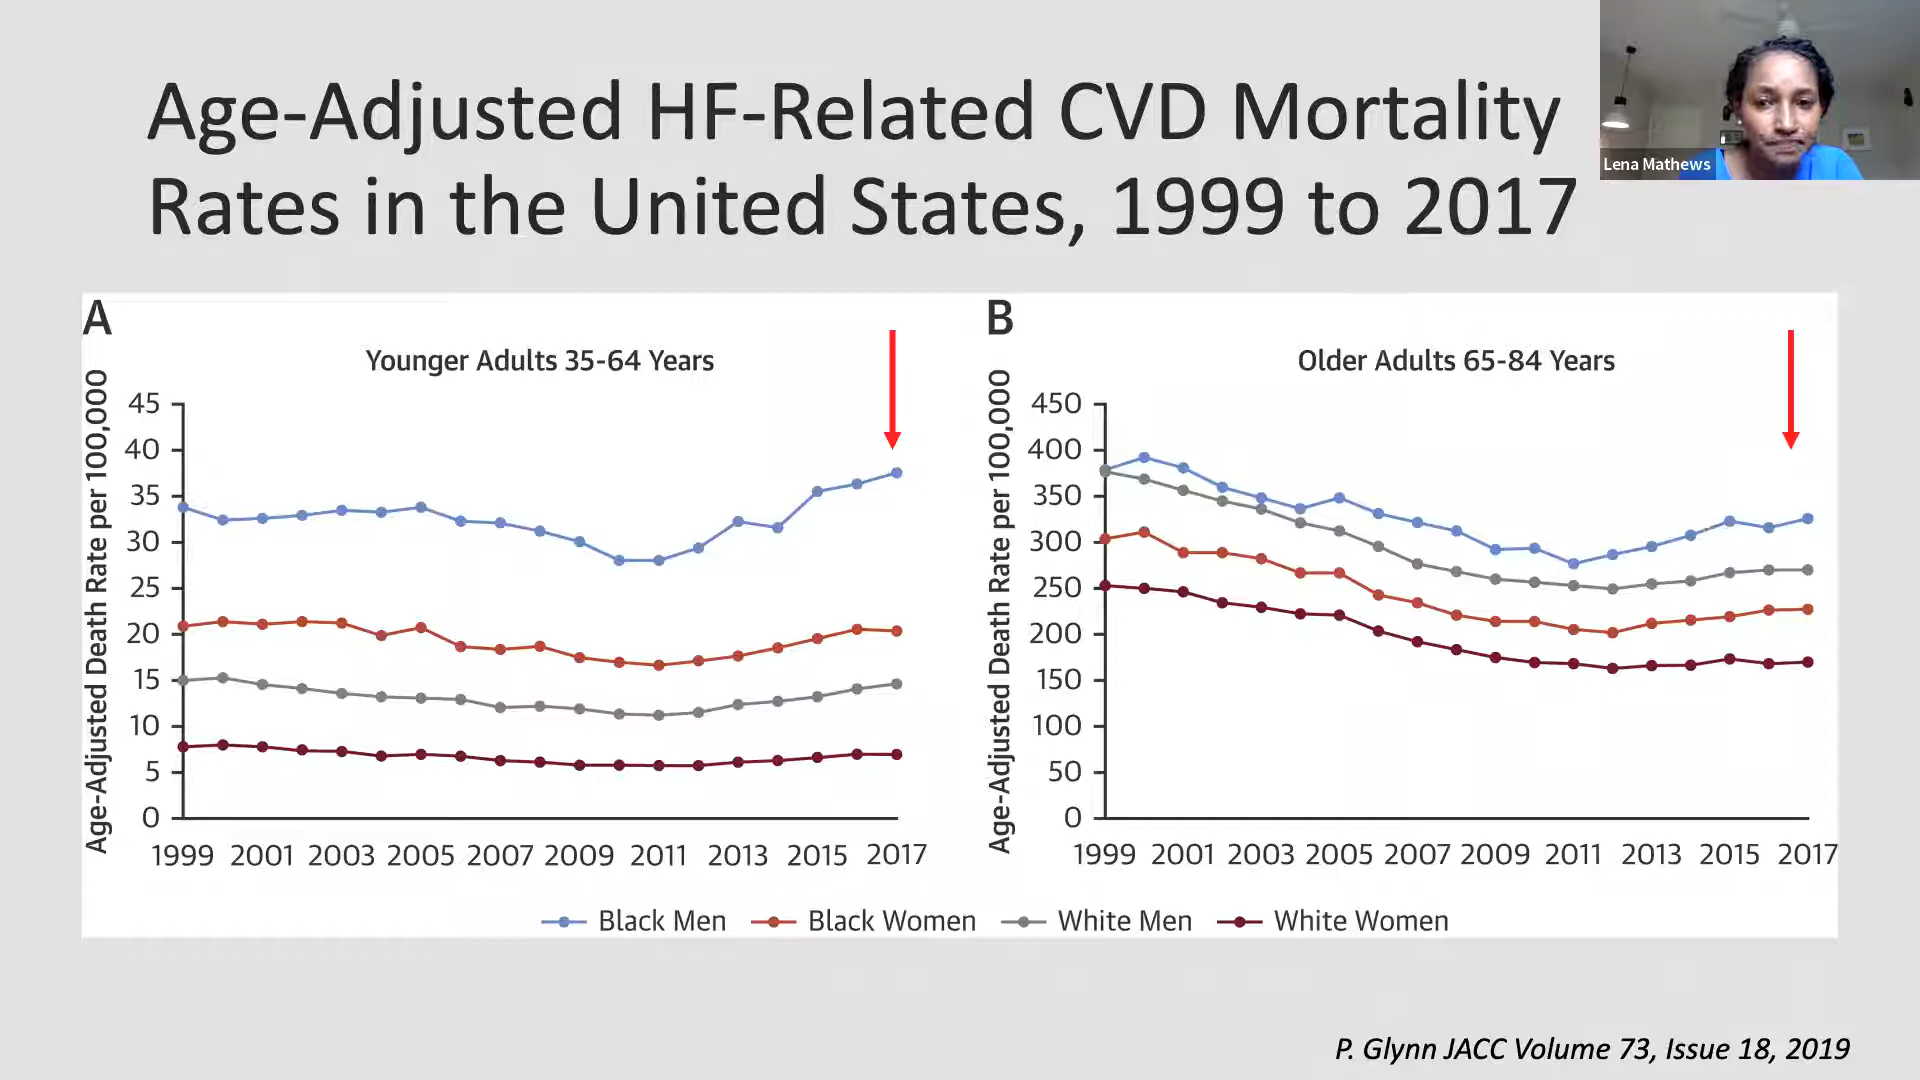 Age-Adjusted HF-Related CVD Mortality
Rates in the United States, 1999 to 2017
Lena Mathews
A
Younger Adults 35-64 Years
Age-Adjusted Death Rate per 100,000
45
40
35
30
25
20
15
10
5
0
1999 2001 2003 2005 2007 2009 2011 2013 2015 2017
B
Older Adults 65-84 Years
Age-Adjusted Death Rate per 100,000
450
400
350
300
250
200
150
100
50
0
1999 2001 2003 2005 2007 2009 2011 2013 2015 2017
Black Men Black Women White Men White Women
P. Glynn JACC Volume 73, Issue 18, 2019